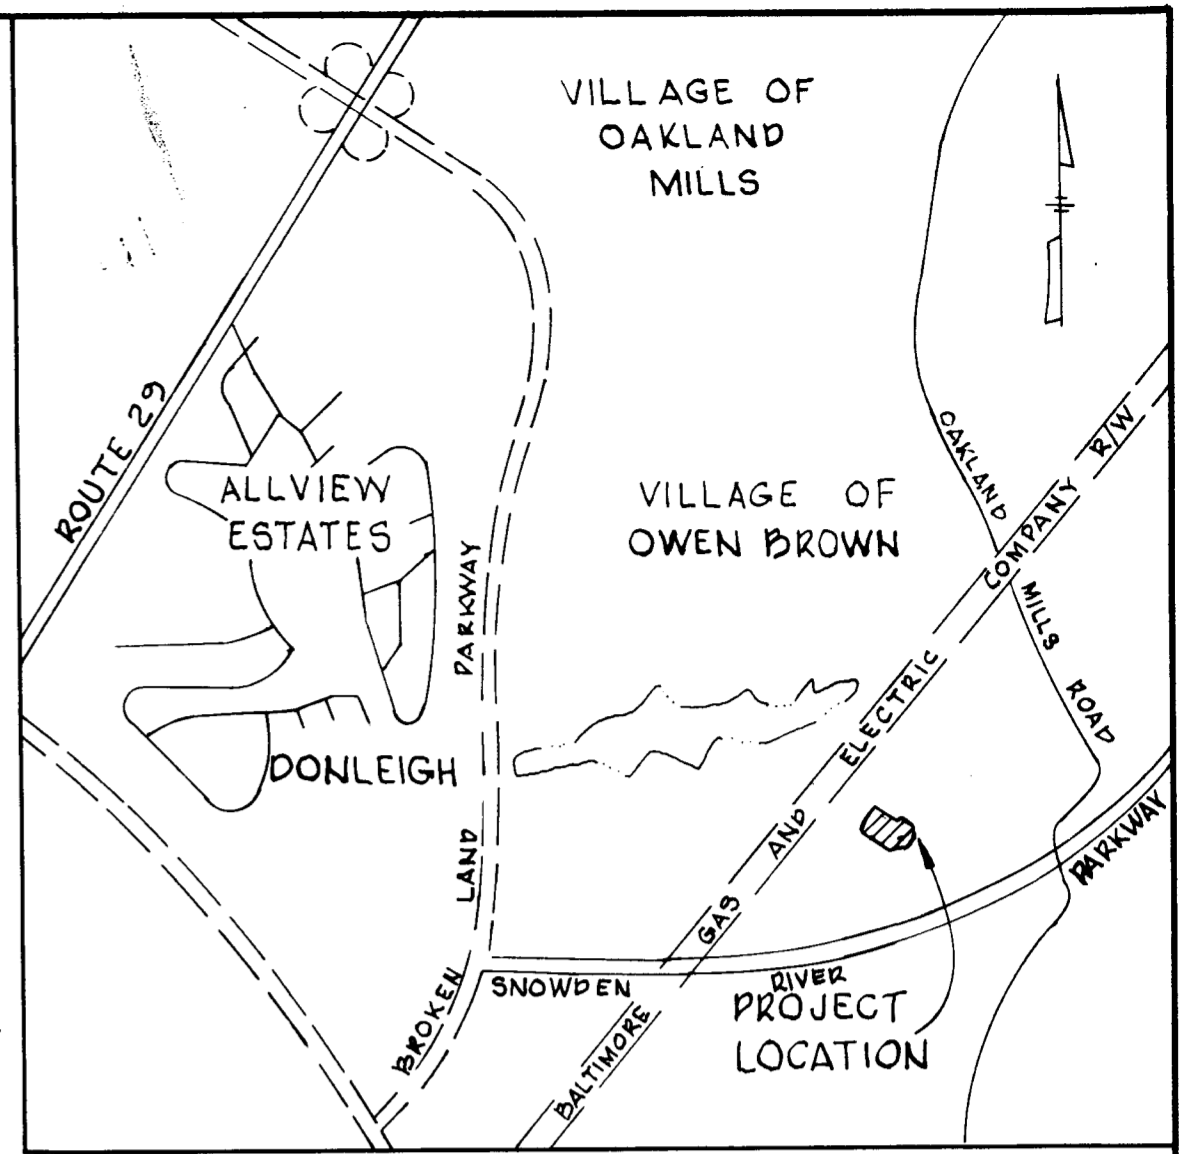 VILLAGE OF
OAKLAND
MILLS
ROUTE 29
ALLVIEW
ESTATES
VILLAGE OF
OWEN BROWN
OAKLAND MILLS ROAD
DONLEIGH
BROKEN LAND PARKWAY
BALTIMORE GAS AND ELECTRIC COMPANY R/W
SNOWDEN RIVER PARKWAY
PROJECT
LOCATION